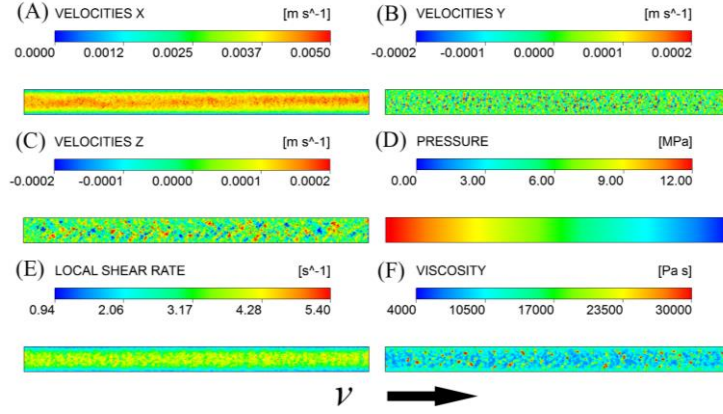 (A) VELOCITIES X [m s^-1]
0.0000 0.0012 0.0025 0.0037 0.0050
(B) VELOCITIES Y [m s^-1]
-0.0002 -0.0001 0.0000 0.0001 0.0002
(C) VELOCITIES Z [m s^-1]
-0.0002 -0.0001 0.0000 0.0001 0.0002
(D) PRESSURE [MPa]
0.00 3.00 6.00 9.00 12.00
(E) LOCAL SHEAR RATE [s^-1]
0.94 2.06 3.17 4.28 5.40
(F) VISCOSITY [Pa s]
4000 10500 17000 23500 30000
v